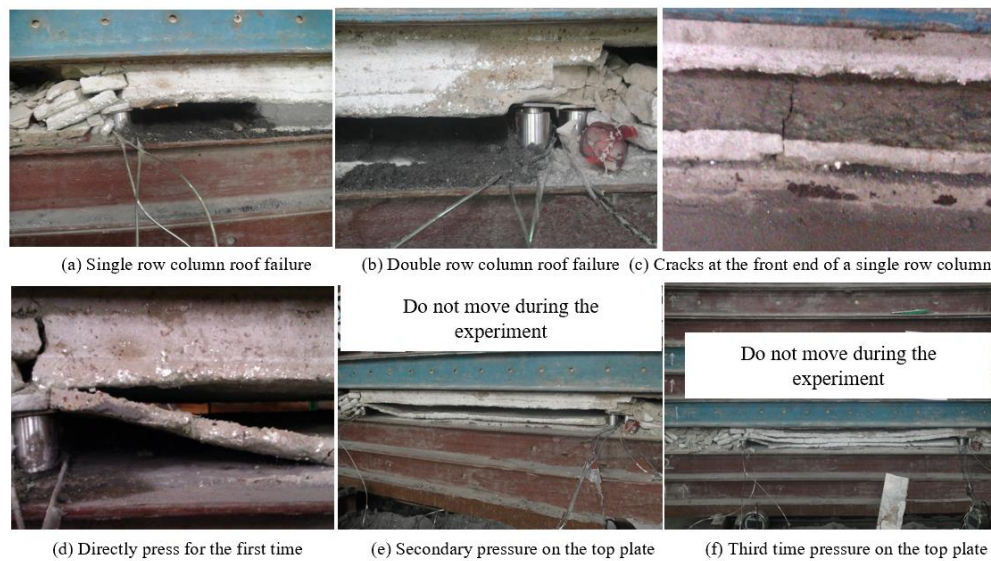 (a) Single row column roof failure
(b) Double row column roof failure
(c) Cracks at the front end of a single row column
Do not move during the
experiment
Do not move during the
experiment
(d) Directly press for the first time
(e) Secondary pressure on the top plate
(f) Third time pressure on the top plate